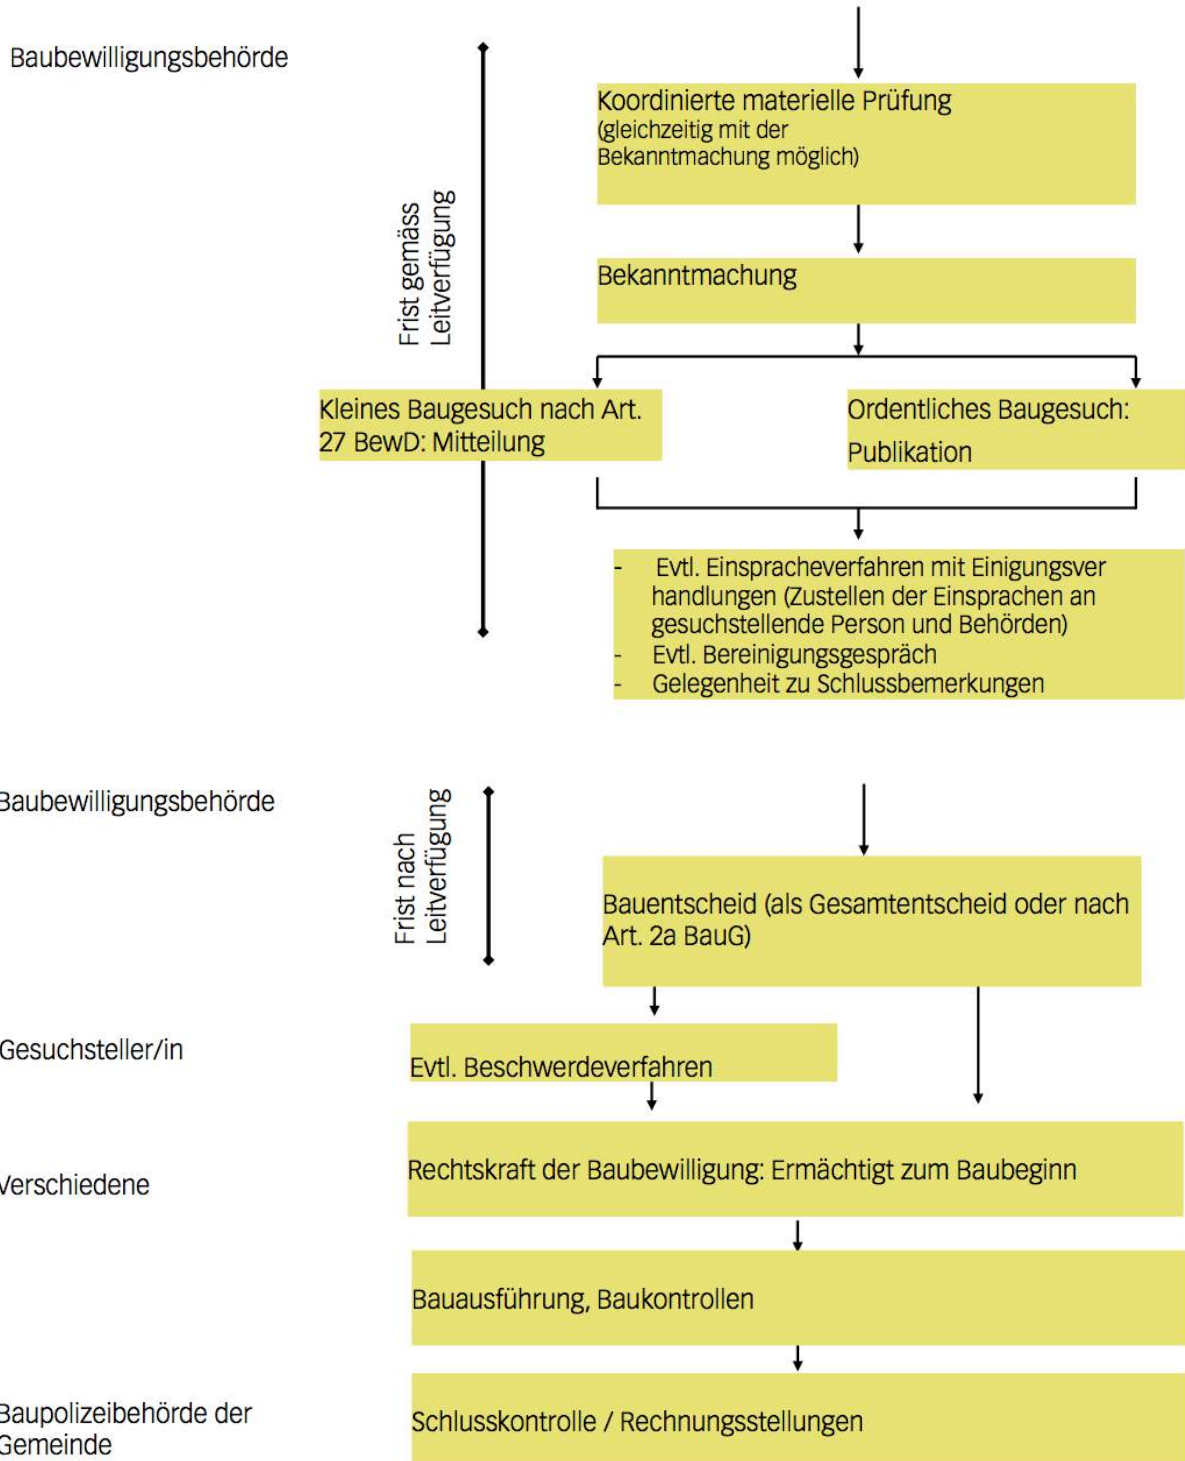 Baubewilligungsbehörde
Koordinierte materielle Prüfung
(gleichzeitig mit der
Bekanntmachung möglich)
Frist gemäss
Leitverfügung
Bekanntmachung
Kleines Baugesuch nach Art.
27 BewD: Mitteilung
Ordentliches Baugesuch:
Publikation
- Evtl. Einspracheverfahren mit Einigungsver
handlungen (Zustellen der Einsprachen an
gesuchstellende Person und Behörden)
- Evtl. Bereinigungsgespräch
- Gelegenheit zu Schlussbemerkungen
Baubewilligungsbehörde
Frist nach
Leitverfügung
Bauentscheid (als Gesamtentscheid oder nach
Art. 2a BauG)
Gesuchsteller/in
Evtl. Beschwerdeverfahren
Verschiedene
Rechtskraft der Baubewilligung: Ermächtigt zum Baubeginn
Bauausführung, Baukontrollen
Baupolizeibehörde der
Gemeinde
Schlusskontrolle / Rechnungsstellungen